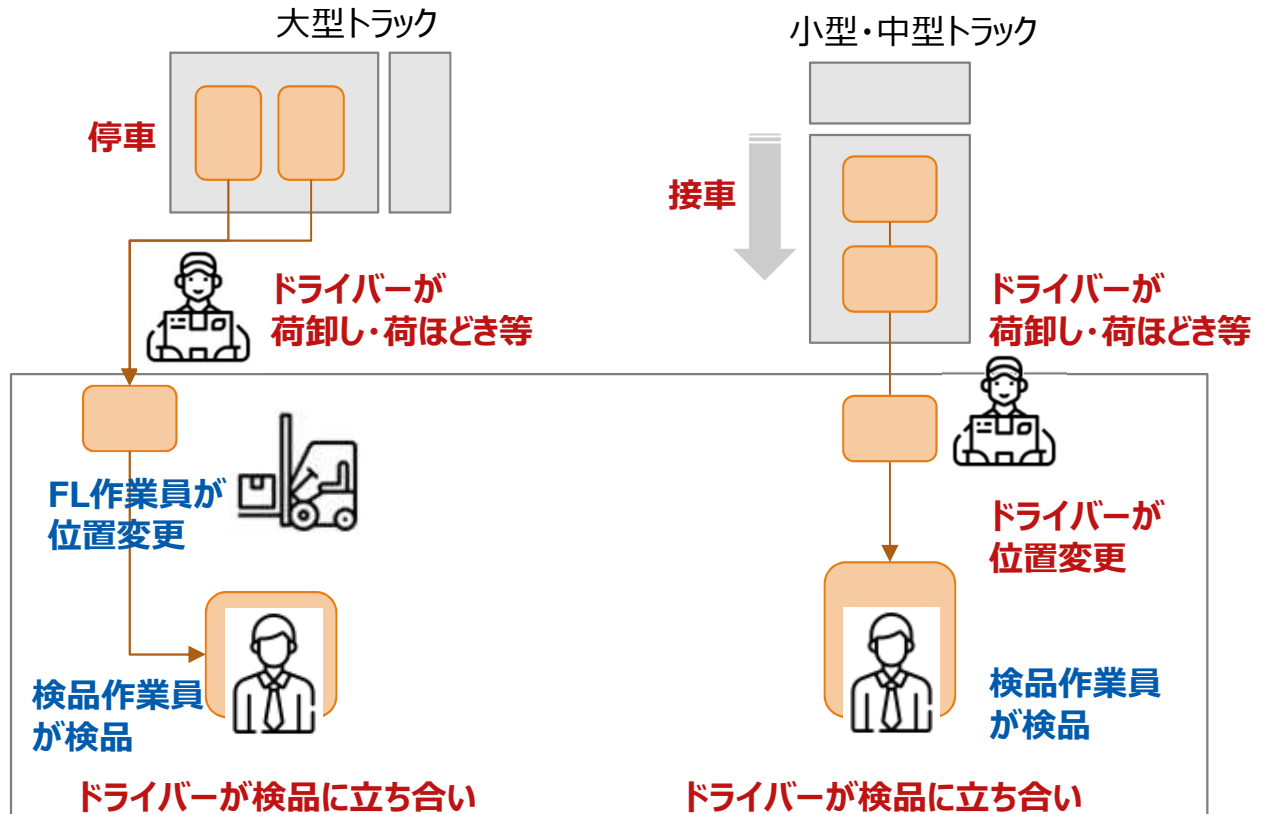 大型トラック
停車
ドライバーが
荷卸し・荷ほどき等
FL作業員が
位置変更
検品作業員
が検品
ドライバーが検品に立ち合い
小型・中型トラック
接車
ドライバーが
荷卸し・荷ほどき等
ドライバーが
位置変更
検品作業員
が検品
ドライバーが検品に立ち合い